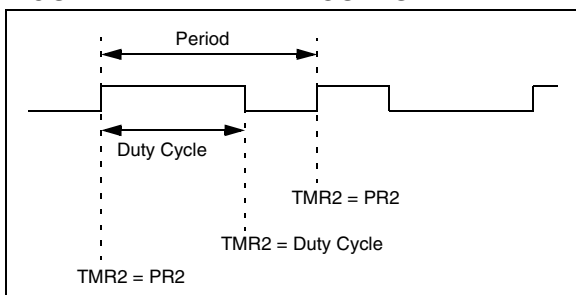 Period
Duty Cycle
TMR2 = PR2
TMR2 = Duty Cycle
TMR2 = PR2